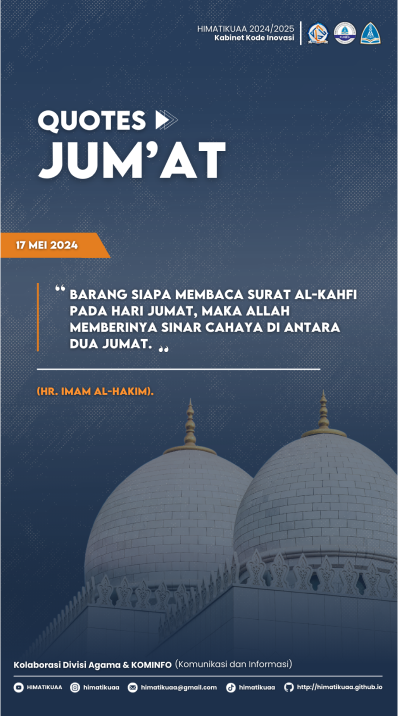 HIMATIKUAA 2024/2025
Kabinet Kode Inovasi
QUOTES
JUM'AT
17 MEI 2024
“ BARANG SIAPA MEMBACA SURAT AL-KAHFI
PADA HARI JUMAT, MAKA ALLAH
MEMBERINYA SINAR CAHAYA DI ANTARA
DUA JUMAT. „
(HR. IMAM AL-HAKIM).
Kolaborasi Divisi Agama & KOMINFO (Komunikasi dan Informasi)
HIMATIKUAA himatikuaa himatikuaa@gmail.com himatikuaa http://himatikuaa.github.io